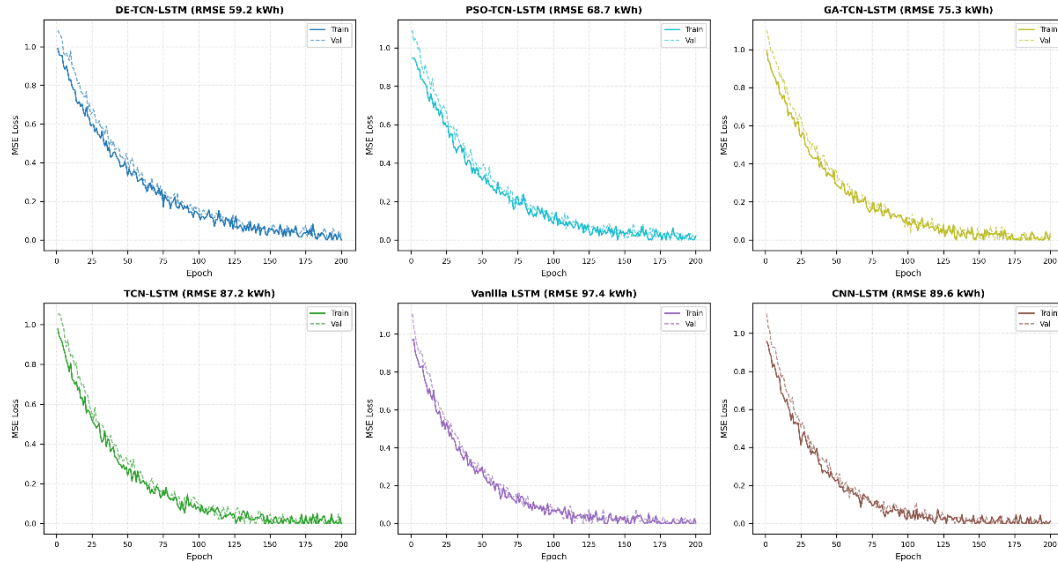 DE-TCN-LSTM (RMSE 59.2 kWh)
PSO-TCN-LSTM (RMSE 68.7 kWh)
GA-TCN-LSTM (RMSE 75.3 kWh)
Train
Val
Train
Val
Train
Val
MSE Loss
1.0
0.8
0.6
0.4
0.2
0.0
MSE Loss
1.0
0.8
0.6
0.4
0.2
0.0
MSE Loss
1.0
0.8
0.6
0.4
0.2
0.0
0 25 50 75 100 125 150 175 200
0 25 50 75 100 125 150 175 200
0 25 50 75 100 125 150 175 200
Epoch
Epoch
Epoch
TCN-LSTM (RMSE 87.2 kWh)
Vanilla LSTM (RMSE 97.4 kWh)
CNN-LSTM (RMSE 89.6 kWh)
Train
Val
Train
Val
Train
Val
MSE Loss
1.0
0.8
0.6
0.4
0.2
0.0
MSE Loss
1.0
0.8
0.6
0.4
0.2
0.0
MSE Loss
1.0
0.8
0.6
0.4
0.2
0.0
0 25 50 75 100 125 150 175 200
0 25 50 75 100 125 150 175 200
0 25 50 75 100 125 150 175 200
Epoch
Epoch
Epoch